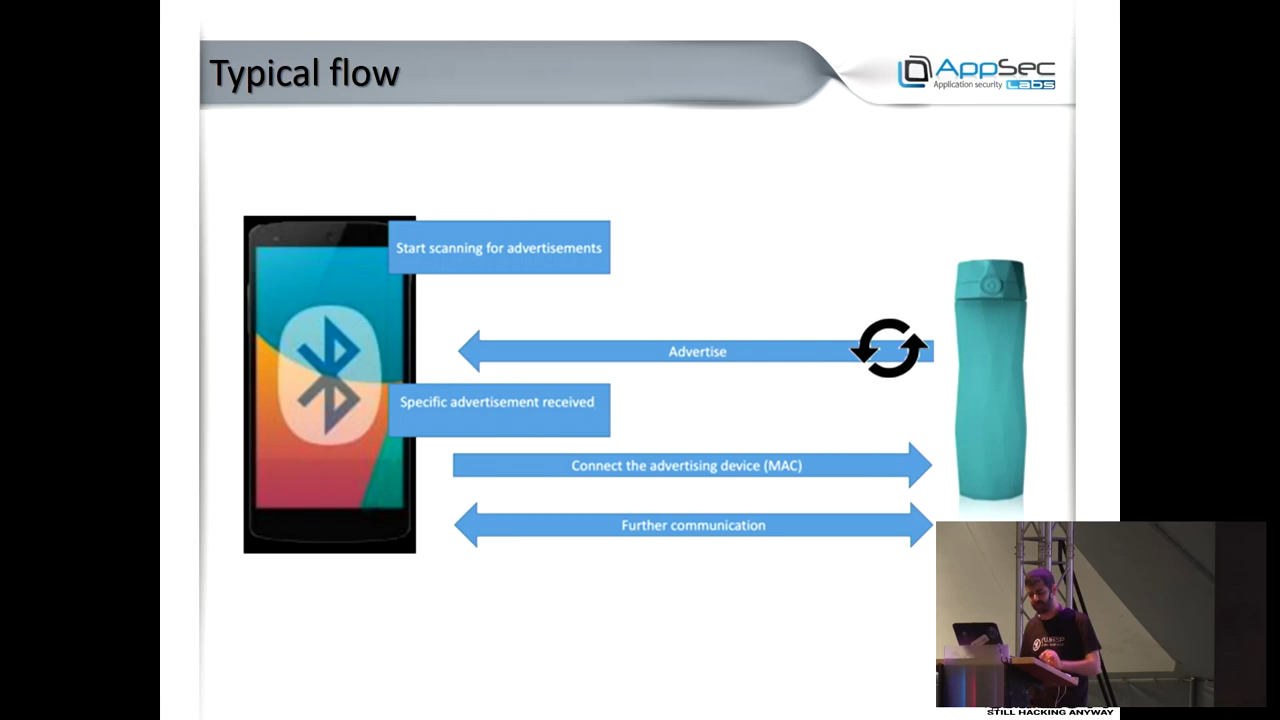 Typical flow
AppSec
Application security Labs
Start scanning for advertisements
Advertise
Specific advertisement received
Connect the advertising device (MAC)
Further communication
STILL HACKING ANYWAY